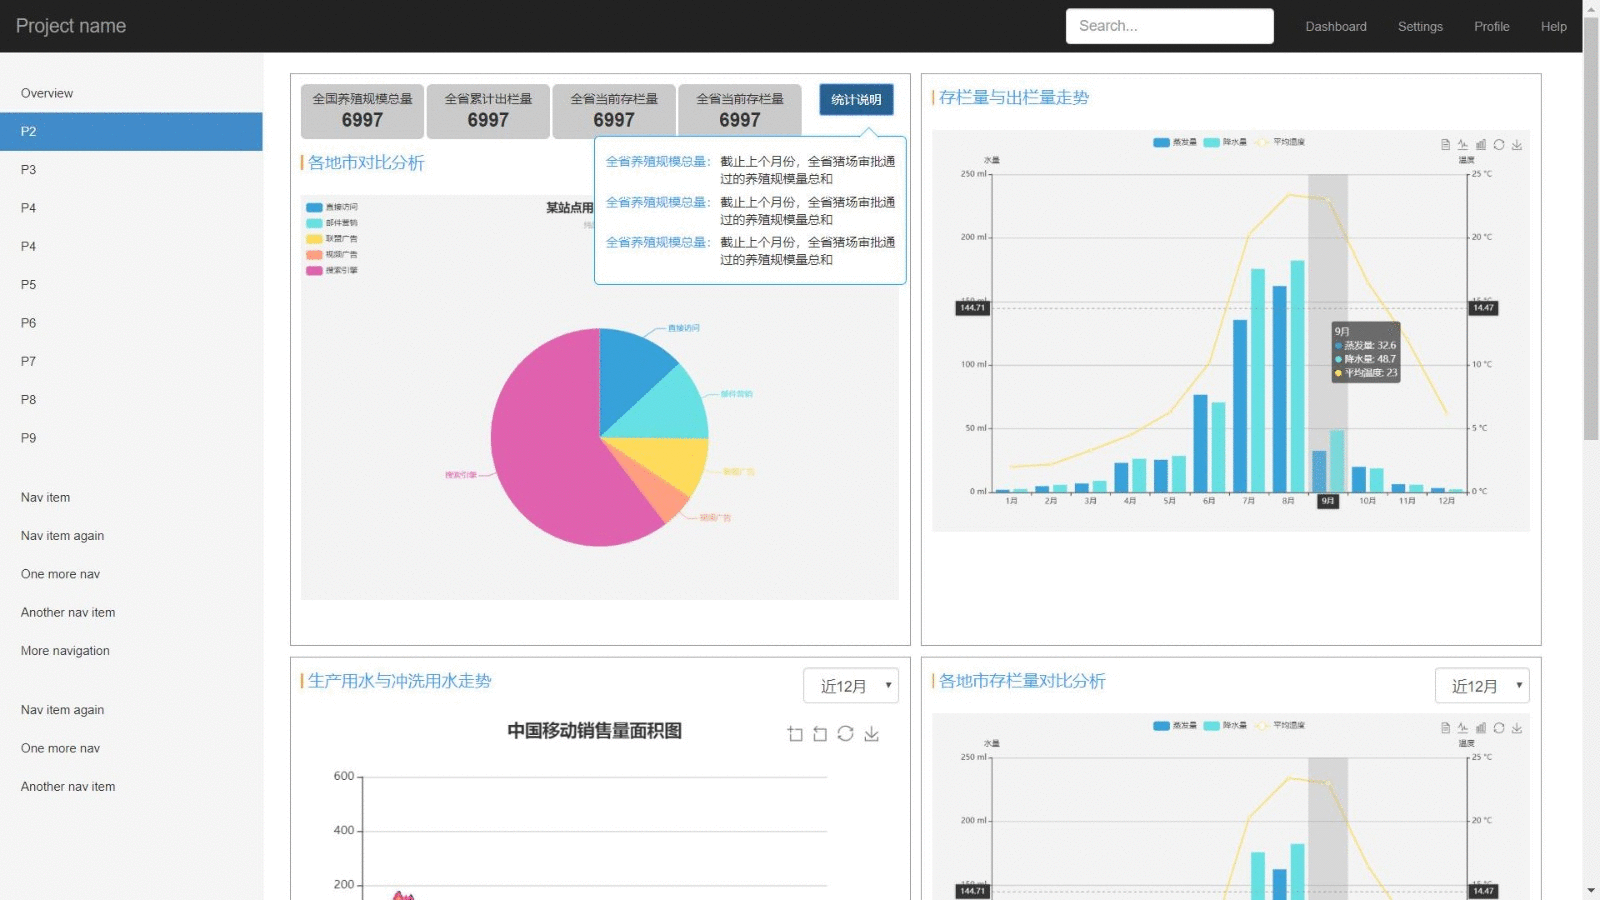 Project name
Search...
Dashboard
Settings
Profile
Help
Overview
P2
P3
P4
P4
P5
P6
P7
P8
P9
Nav item
Nav item again
One more nav
Another nav item
More navigation
Nav item again
One more nav
Another nav item
全国养殖规模总量
6997
全省累计出栏量
6997
全省当前存栏量
6997
全省当前存栏量
6997
统计说明
全省养殖规模总量： 截止上个月份，全省猪场审批通
过的养殖规模量总和
全省养殖规模总量： 截止上个月份，全省猪场审批通
过的养殖规模量总和
全省养殖规模总量： 截止上个月份，全省猪场审批通
过的养殖规模量总和
各地市对比分析
某站点用
直接访问
邮件营销
联盟广告
视频广告
搜索引擎
直接访问
邮件营销
联盟广告
视频广告
搜索引擎
存栏量与出栏量走势
蒸发量 降水量 平均温度
水量
温度
250 ml
200 ml
150 ml
144.71
100 ml
50 ml
0 ml
25 °C
20 °C
15 °C
14.47
10 °C
5 °C
0 °C
9月
蒸发量: 32.6
降水量: 48.7
平均温度: 23
1月 2月 3月 4月 5月 6月 7月 8月 9月 10月 11月 12月
生产用水与冲洗用水走势
近12月
中国移动销售量面积图
600
400
200
各地市存栏量对比分析
近12月
蒸发量 降水量 平均温度
水量
温度
250 ml
200 ml
150 ml
144.71
25 °C
20 °C
15 °C
14.47